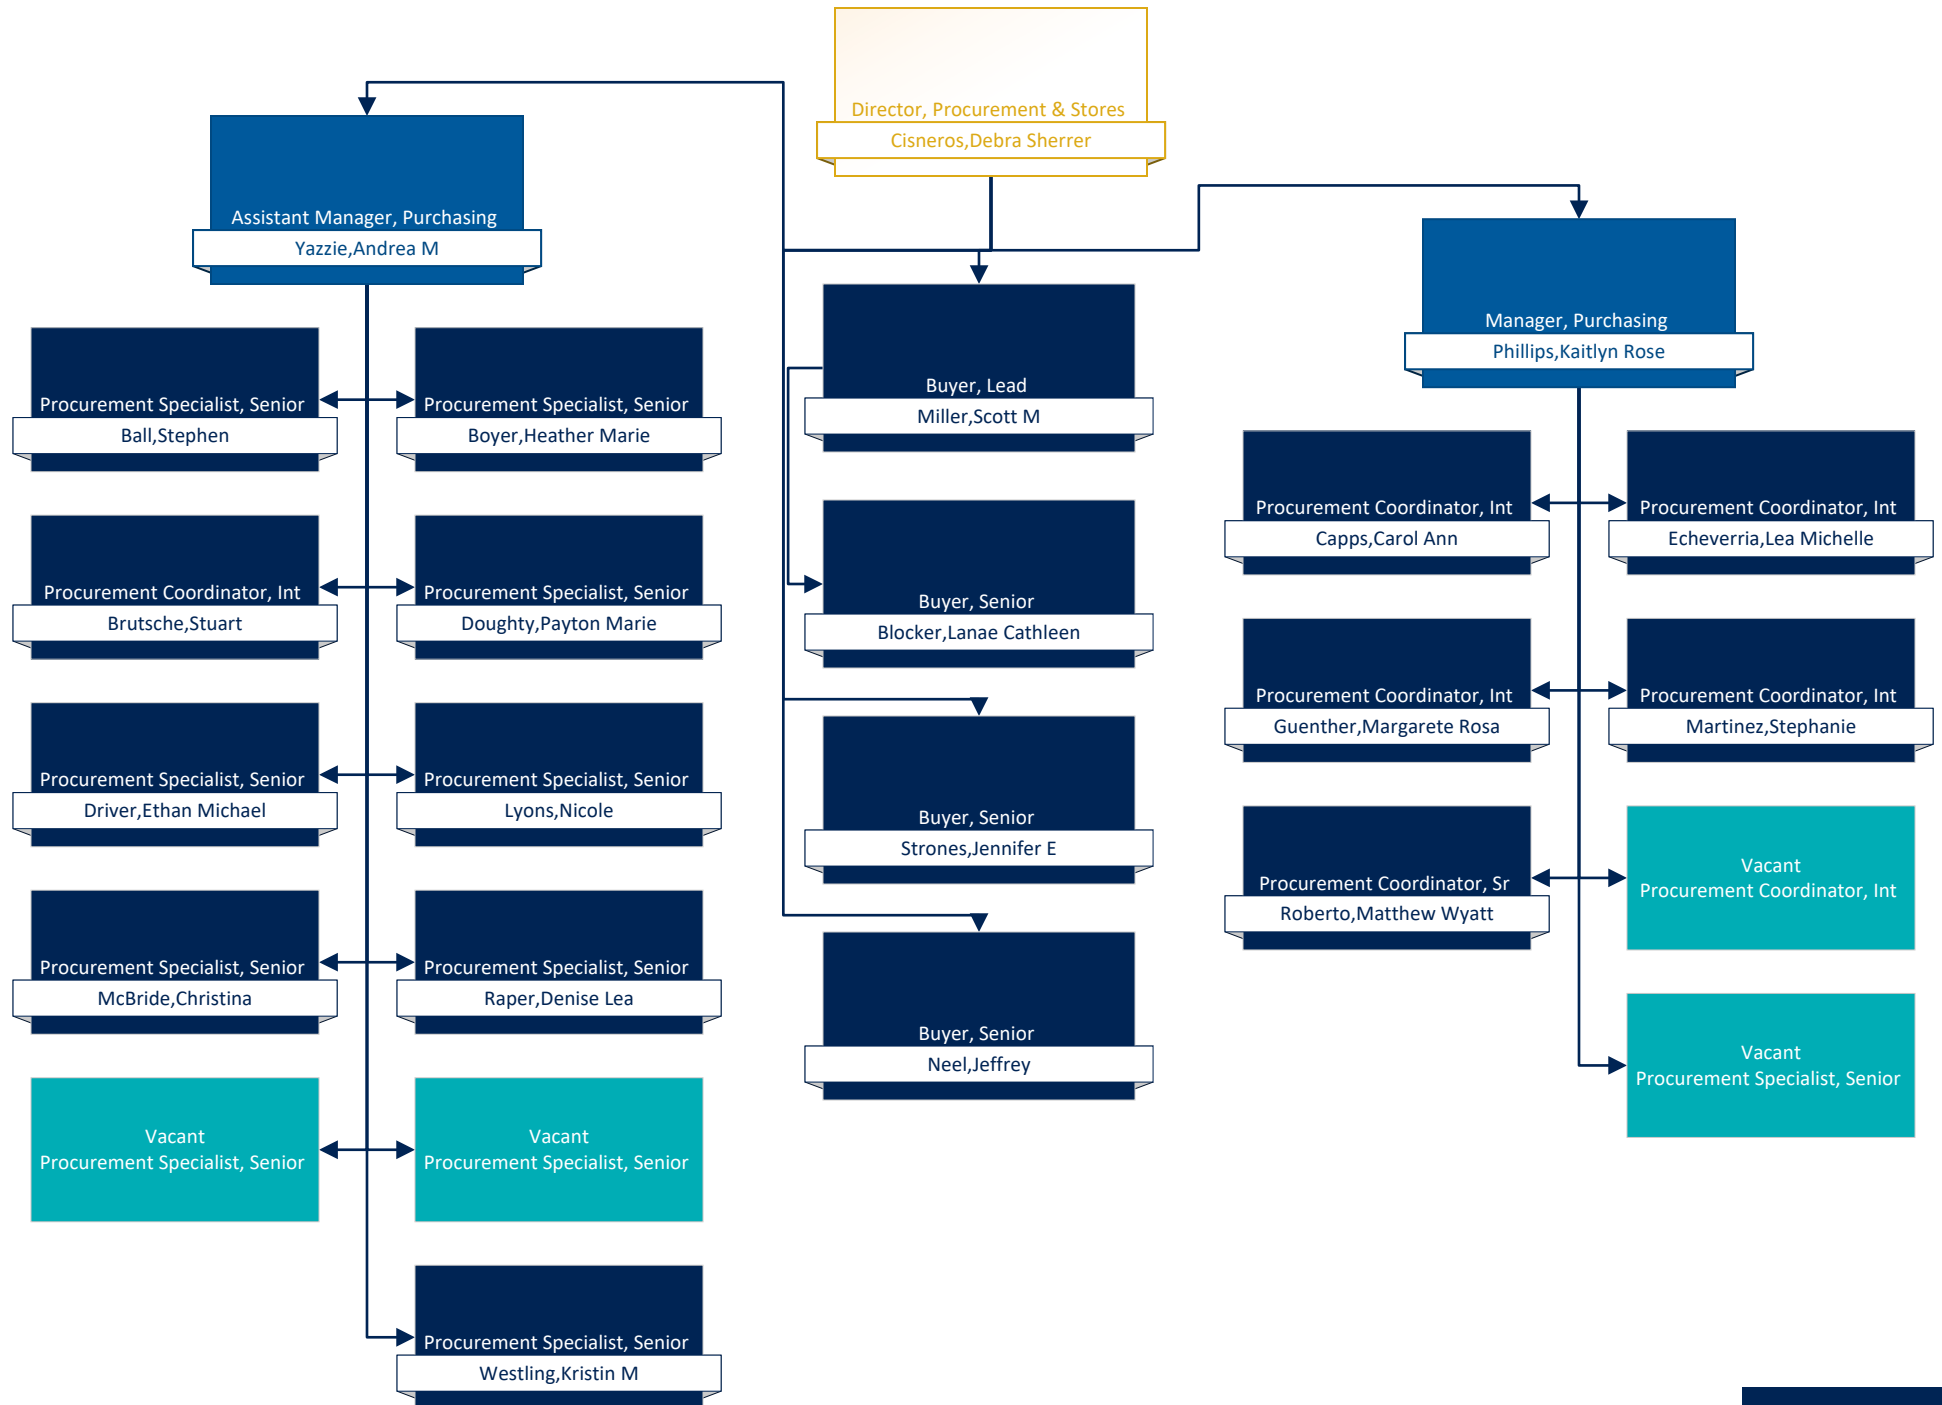 Director, Procurement & Stores
Cisneros,Debra Sherrer
Assistant Manager, Purchasing
Yazzie,Andrea M
Procurement Specialist, Senior
Ball,Stephen
Procurement Specialist, Senior
Boyer,Heather Marie
Procurement Coordinator, Int
Brutsche,Stuart
Procurement Specialist, Senior
Doughty,Payton Marie
Procurement Specialist, Senior
Driver,Ethan Michael
Procurement Specialist, Senior
Lyons,Nicole
Procurement Specialist, Senior
McBride,Christina
Procurement Specialist, Senior
Raper,Denise Lea
Vacant
Procurement Specialist, Senior
Vacant
Procurement Specialist, Senior
Procurement Specialist, Senior
Westling,Kristin M
Buyer, Lead
Miller,Scott M
Buyer, Senior
Blocker,Lanae Cathleen
Buyer, Senior
Strones,Jennifer E
Buyer, Senior
Neel,Jeffrey
Manager, Purchasing
Phillips,Kaitlyn Rose
Procurement Coordinator, Int
Capps,Carol Ann
Procurement Coordinator, Int
Echeverria,Lea Michelle
Procurement Coordinator, Int
Guenther,Margarete Rosa
Procurement Coordinator, Int
Martinez,Stephanie
Procurement Coordinator, Sr
Roberto,Matthew Wyatt
Vacant
Procurement Coordinator, Int
Vacant
Procurement Specialist, Senior